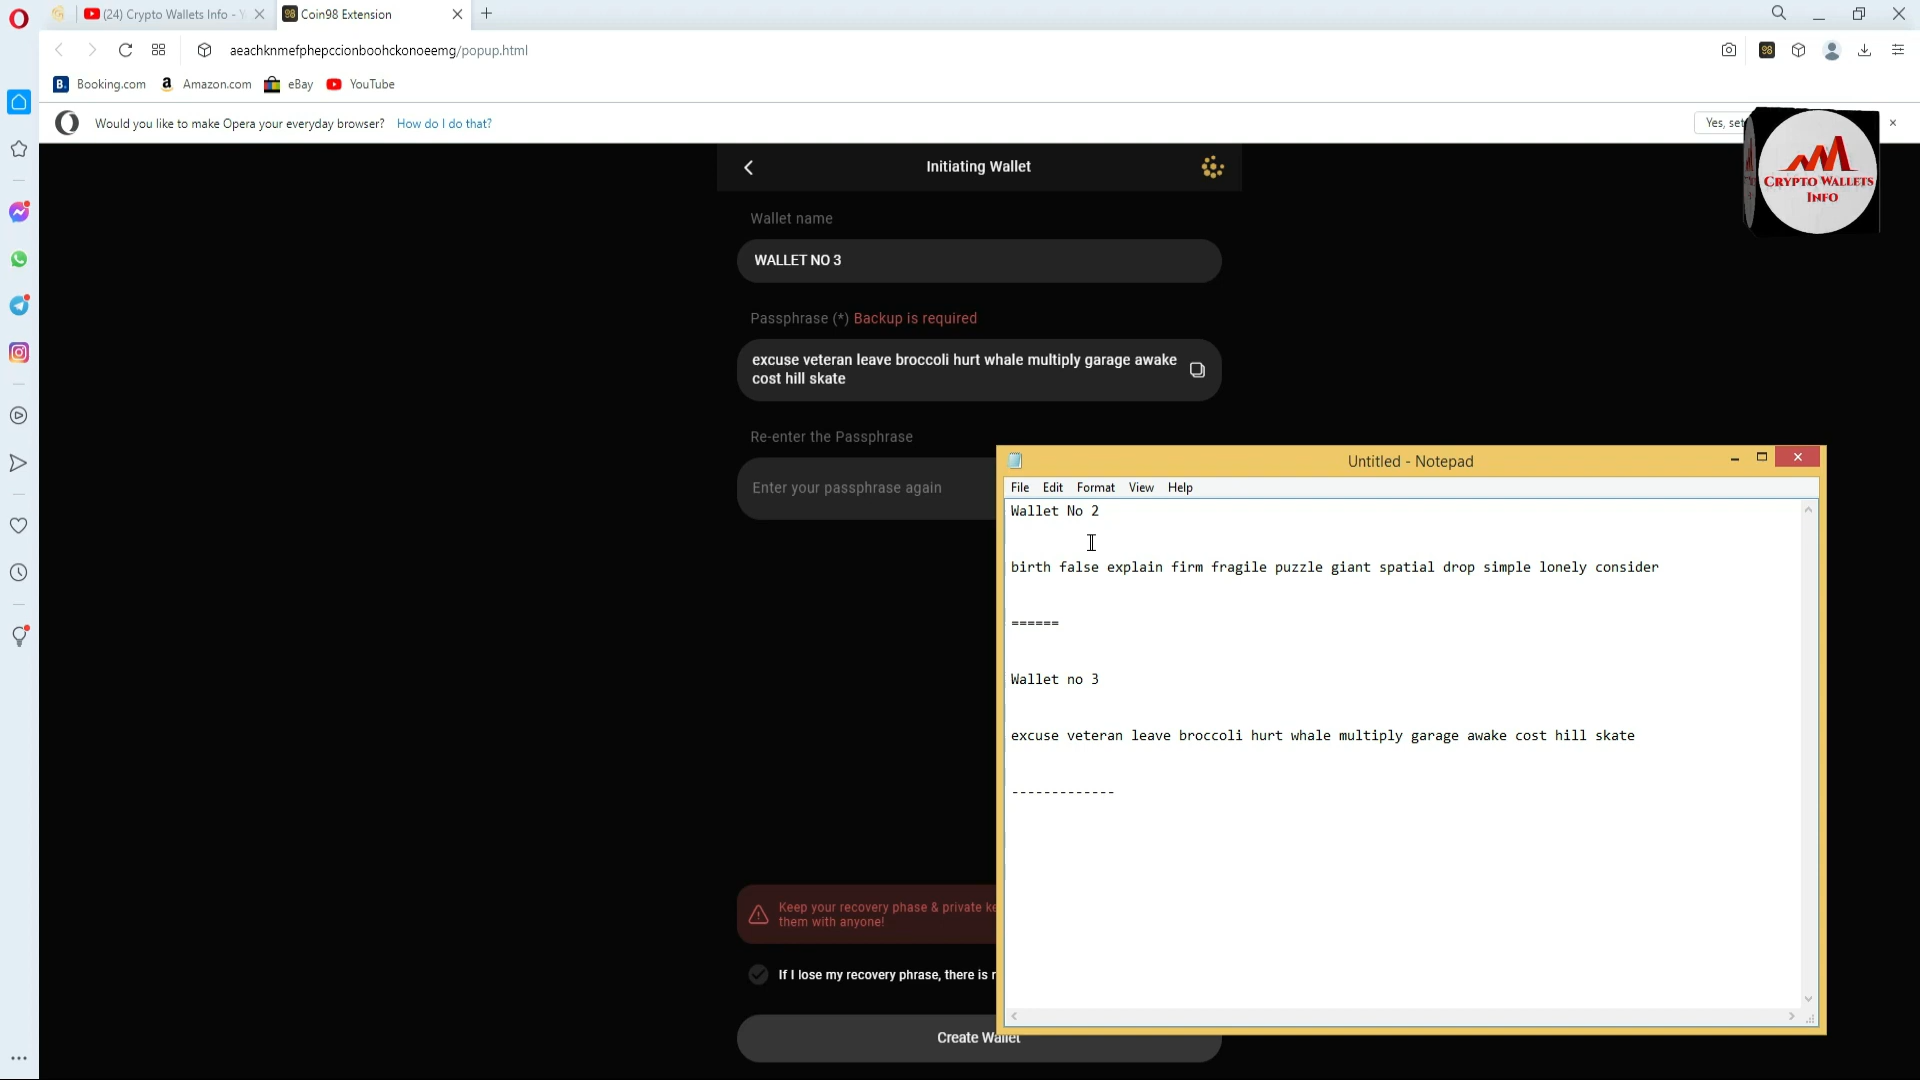 (24) Crypto Wallets Info - Y
Coin98 Extension
aeachknmefphepccionboohckonoeemg/popup.html
98
Booking.com
Amazon.com
eBay
YouTube
Would you like to make Opera your everyday browser? How do I do that?
Yes, set
CRYPTO WALLETS
INFO
Initiating Wallet
Wallet name
WALLET NO 3
Passphrase (*) Backup is required
excuse veteran leave broccoli hurt whale multiply garage awake
cost hill skate
Re-enter the Passphrase
Enter your passphrase again
Untitled - Notepad
File Edit Format View Help
Wallet No 2
birth false explain firm fragile puzzle giant spatial drop simple lonely consider
======
Wallet no 3
excuse veteran leave broccoli hurt whale multiply garage awake cost hill skate
-------------
Keep your recovery phase & private ke
them with anyone!
If I lose my recovery phrase, there is
Create Wallet